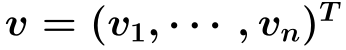 v = (v₁, ⋯ , vₙ)ᵀ